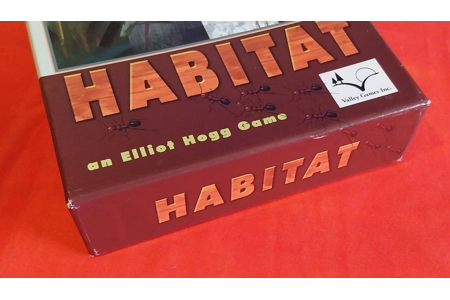 HABITAT
Valley Games Inc.
an Elliot Hogg Game
HABITAT